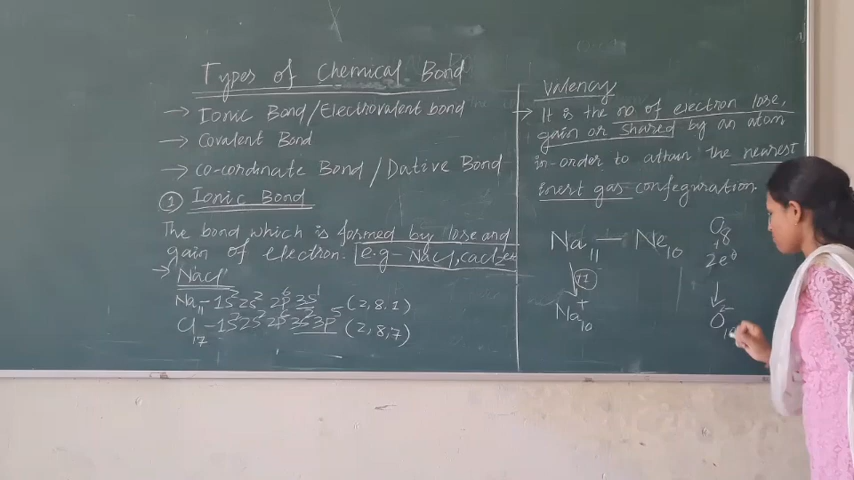 Types of Chemical Bond
→ Ionic Bond/Electrovalent bond
→ Covalent Bond
→ co-coordinate Bond/Dative Bond
① Ionic Bond
The bond which is formed by lose and
gain of electron. e.g- NaCl, CaCl2 etc
→ NaCl
Na11 - 1s² 2s² 2p⁶ 3s¹ (2,8,1)
Cl17 - 1s² 2s² 2p⁶ 3s² 3p⁵ (2,8,7)
Valency
→ It is the no of electron lose,
gain or shared by an atom
in-order to attain the nearest
inert gas confeguration.
Na11 — Ne10
Na⁺10
O8
+
2e⁻
↓
O²⁻